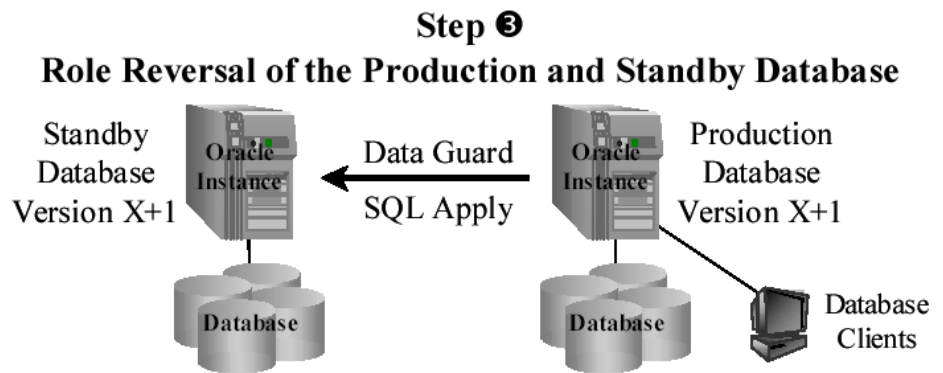 Step ❸
Role Reversal of the Production and Standby Database
Standby
Database
Version X+1
Oracle
Instance
Data Guard
SQL Apply
Oracle
Instance
Production
Database
Version X+1
Database
Database
Database
Clients